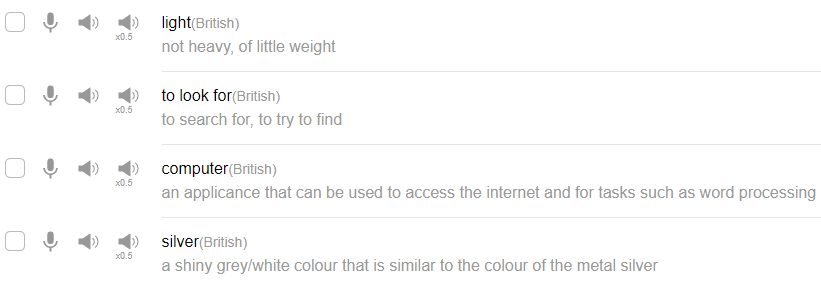 light(British)
x0.5
not heavy, of little weight
to look for(British)
x0.5
to search for, to try to find
computer(British)
x0.5
an applicance that can be used to access the internet and for tasks such as word processing
silver(British)
x0.5
a shiny grey/white colour that is similar to the colour of the metal silver